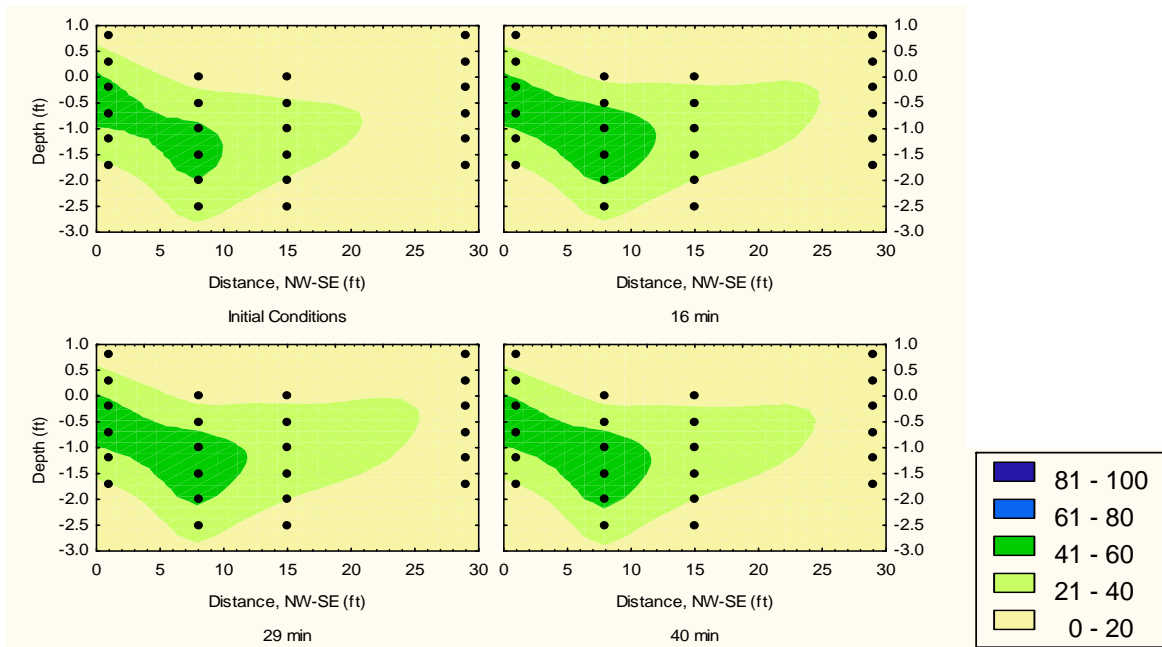 1.0
0.5
0.0
-0.5
-1.0
-1.5
-2.0
-2.5
-3.0
Depth (ft)
0 5 10 15 20 25 30
Distance, NW-SE (ft)
Initial Conditions
1.0
0.5
0.0
-0.5
-1.0
-1.5
-2.0
-2.5
-3.0
0 5 10 15 20 25 30
Distance, NW-SE (ft)
16 min
1.0
0.5
0.0
-0.5
-1.0
-1.5
-2.0
-2.5
-3.0
Depth (ft)
0 5 10 15 20 25 30
Distance, NW-SE (ft)
29 min
1.0
0.5
0.0
-0.5
-1.0
-1.5
-2.0
-2.5
-3.0
0 5 10 15 20 25 30
Distance, NW-SE (ft)
40 min
81 - 100
61 - 80
41 - 60
21 - 40
0 - 20